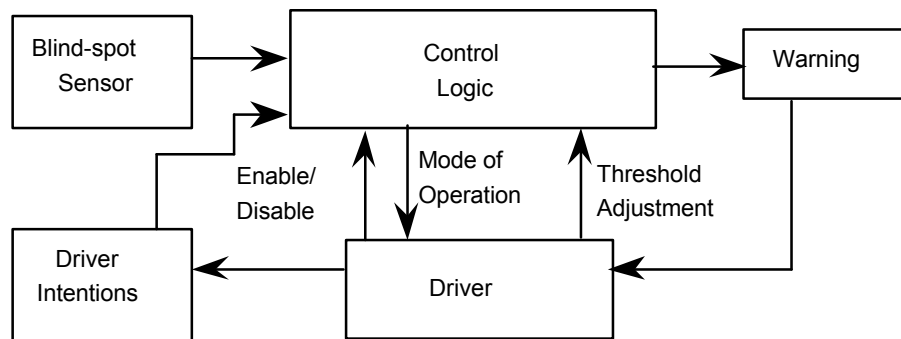 Blind-spot
Sensor
Control
Logic
Warning
Enable/
Disable
Mode of
Operation
Threshold
Adjustment
Driver
Intentions
Driver